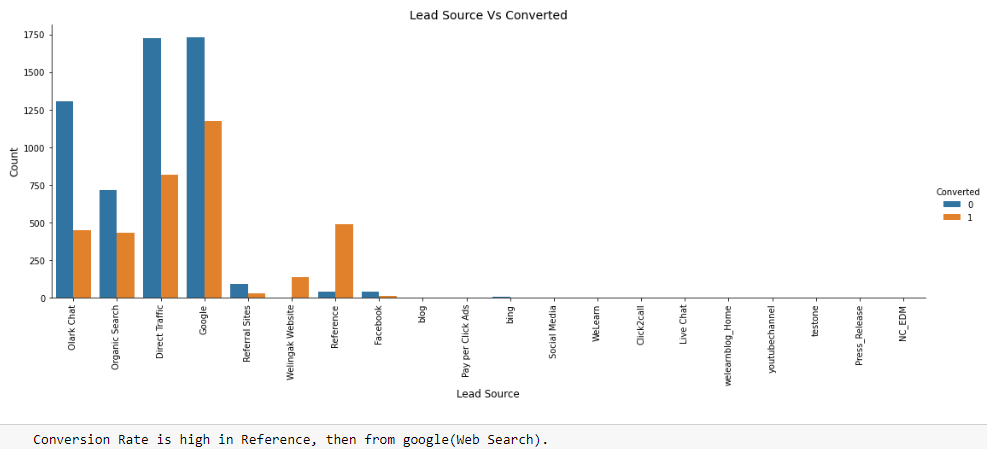 Lead Source Vs Converted
1750
1500
1250
1000
750
500
250
0
Count
Converted
0
1
Olark Chat
Organic Search
Direct Traffic
Google
Referral Sites
Welingak Website
Reference
Facebook
blog
Pay per Click Ads
bing
Social Media
WeLearn
Click2call
Live Chat
welearnblog_Home
youtubechannel
testone
Press_Release
NC_EDM
Lead Source
Conversion Rate is high in Reference, then from google(Web Search).